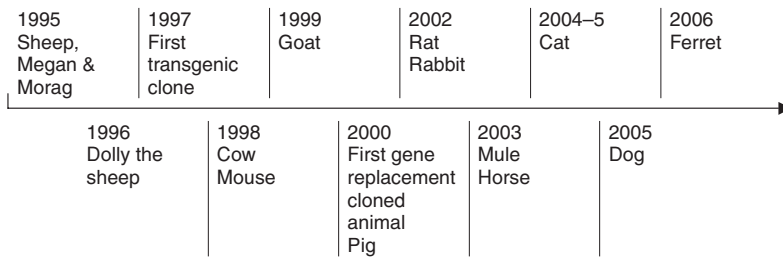 1995
Sheep,
Megan &
Morag
1997
First
transgenic
clone
1999
Goat
2002
Rat
Rabbit
2004–5
Cat
2006
Ferret
1996
Dolly the
sheep
1998
Cow
Mouse
2000
First gene
replacement
cloned
animal
Pig
2003
Mule
Horse
2005
Dog